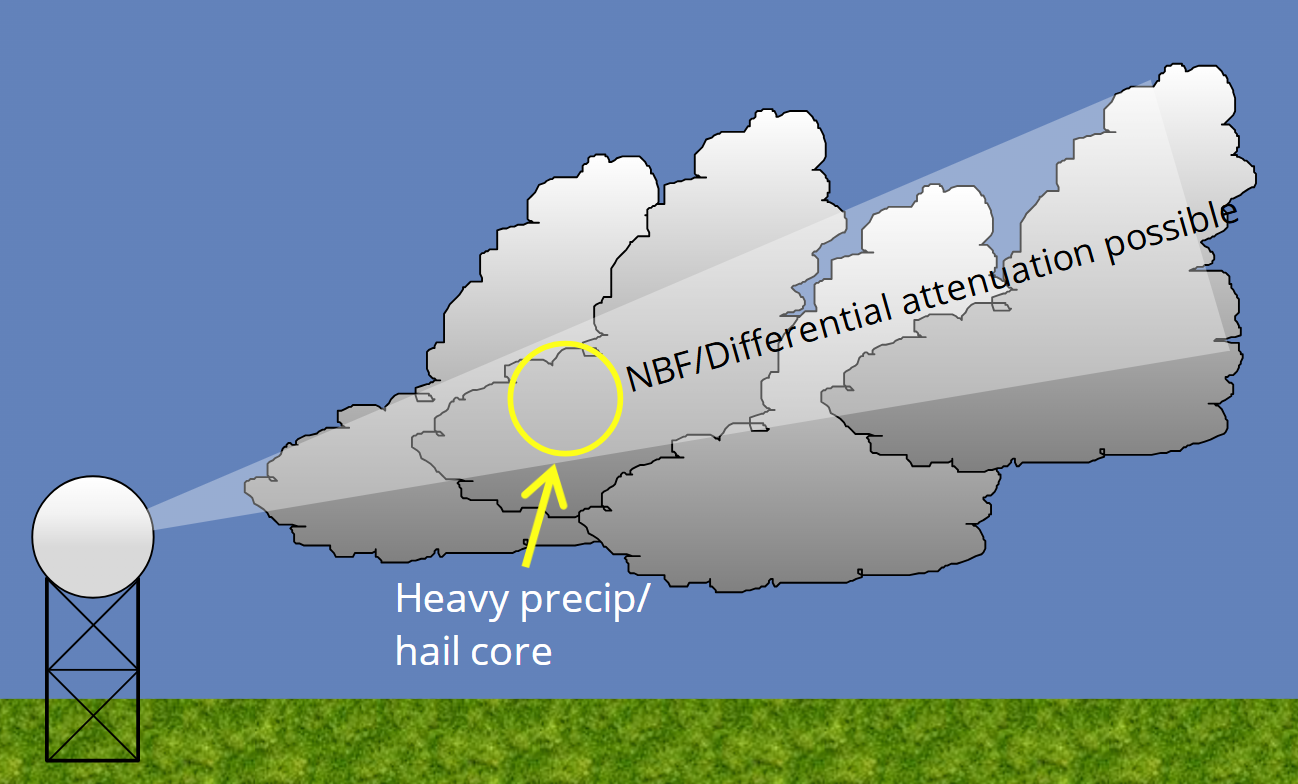 NBF/Differential attenuation possible
Heavy precip/
hail core